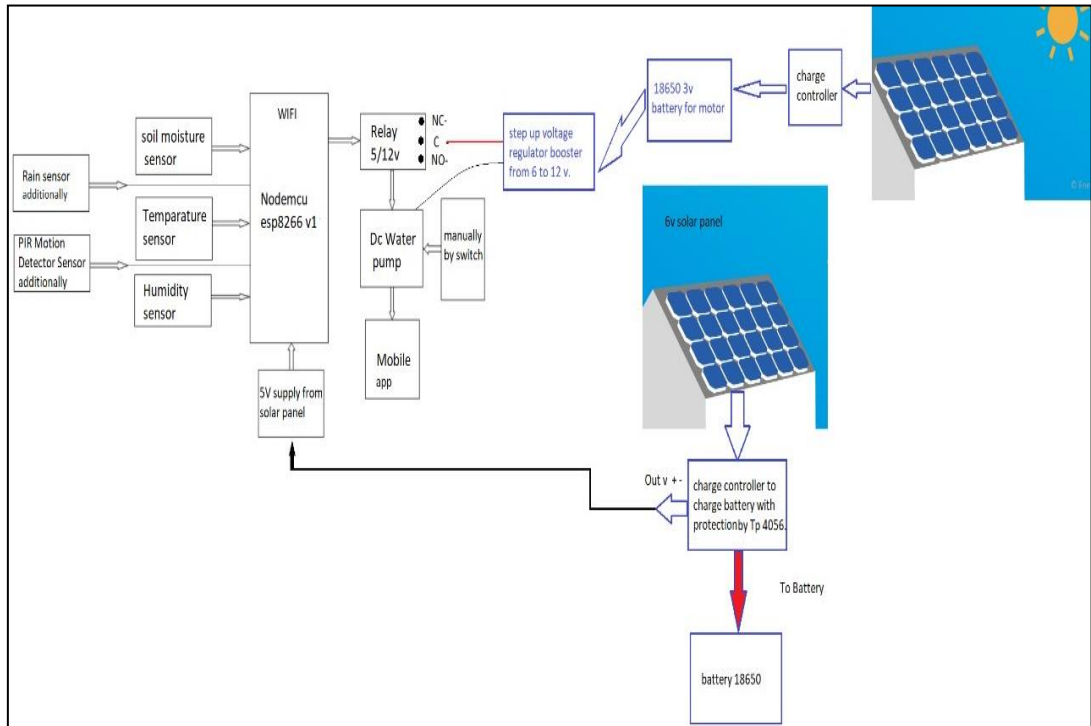 WIFI
Nodemcu
esp8266 v1
soil moisture
sensor
Rain sensor
additionally
Temparature
sensor
PIR Motion
Detector Sensor
additionally
Humidity
sensor
5V supply from
solar panel
Relay
5/12v
NC-
C -
NO-
Dc Water
pump
manually
by switch
Mobile
app
step up voltage
regulator booster
from 6 to 12 v.
18650 3v
battery for motor
charge
controller
6v solar panel
Out v + -
charge controller to
charge battery with
protection by Tp 4056.
To Battery
battery 18650